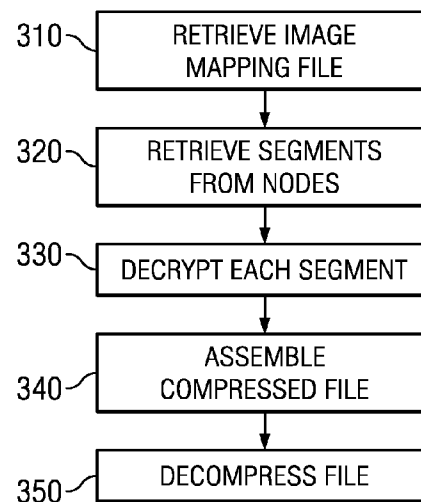 310
RETRIEVE IMAGE
MAPPING FILE
320
RETRIEVE SEGMENTS
FROM NODES
330
DECRYPT EACH SEGMENT
340
ASSEMBLE
COMPRESSED FILE
350
DECOMPRESS FILE